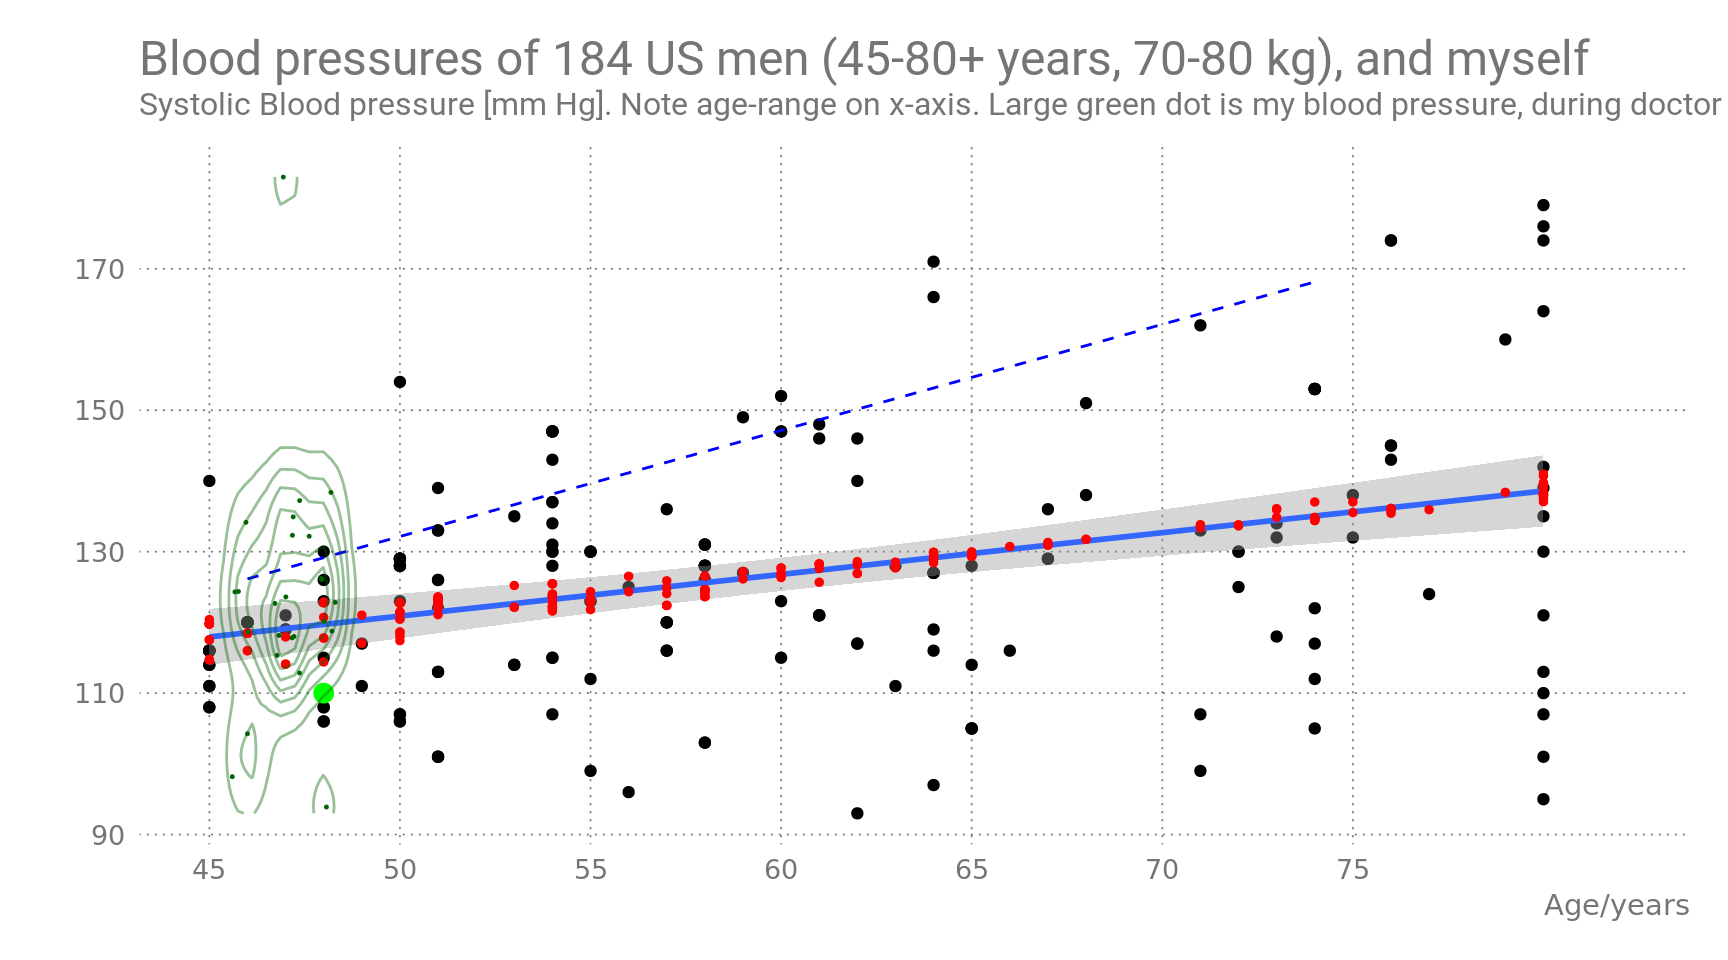 Blood pressures of 184 US men (45-80+ years, 70-80 kg), and myself
Systolic Blood pressure [mm Hg]. Note age-range on x-axis. Large green dot is my blood pressure, during doctor
170
150
130
110
90
45 50 55 60 65 70 75
Age/years